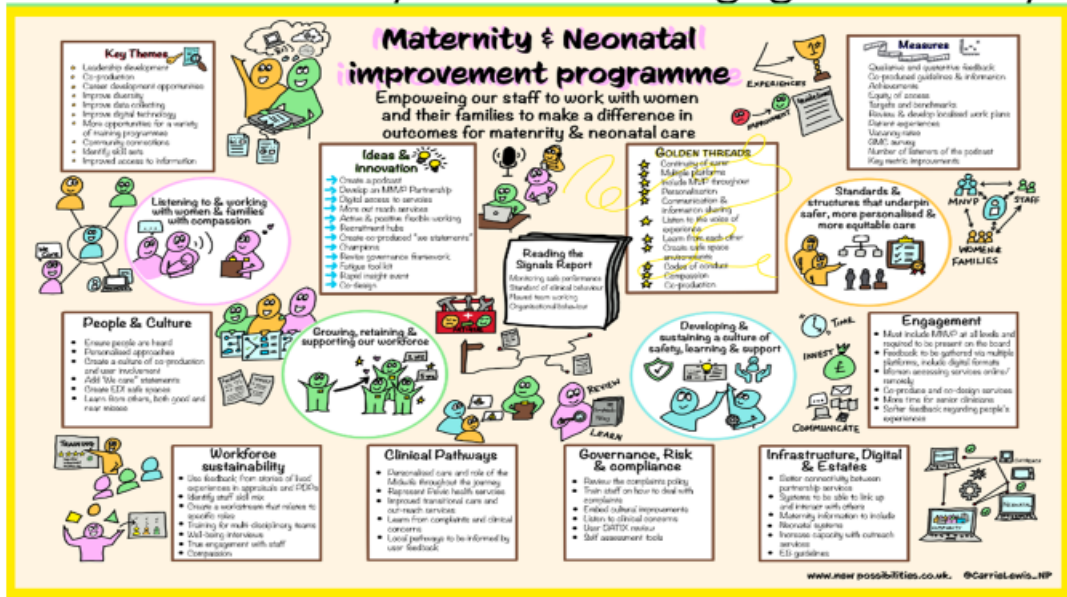 Maternity & Neonatal
improvement programme
Empoweing our staff to work with women
and their families to make a difference in
outcomes for maternrity & neonatal care
Key Themes
Leadership development
Co-production
Career development opportunities
Improve diversity
Improve data collecting
Improve digital technology
More opportunities for a variety
of training programmes
Community connections
Identify skill sets
Improved access to information
EXPERIENCES
Measures
Qualitative and quantitive feedback
Co-produced guidelines & information
Achievements
Equity of access
Targets and benchmarks
Review & develop localised work plans
Patient experiences
Vacancy rates
GMC survey
Number of listeners of the podcast
Key metric improvements
Ideas &
innovation
Create a podcast
Develop an MNVP Partnership
Digital access to services
More out reach services
Active & positive flexible working
Recruitment hubs
Create co-produced "we statements"
Champions
Revise governance framework
Fatigue tool kit
Rapid insight event
Co-design
GOLDEN THREADS
Continuity of carer
Multiple platforms
Include MVP throughout
Personalisation
Communication &
information sharing
Listen to the voice of
experience
Learn from each other
Create safe space
environments
Codes of conduct
Compassion
Co-production
Listening to & working
with women & families
with compassion
We
Care
Reading the
Signals Report
Monitoring safe performance
Standard of clinical behaviour
Flawed team working
Organisational behaviour
Standards &
structures that underpin
safer, more personalised &
more equitable care
MNVP
STAFF
WOMEN &
FAMILIES
People & Culture
Ensure people are heard
Personalised approaches
Create a culture of co-production
and user involvement
Add "We care" statements
Create EDI safe spaces
Learn from others, both good and
near misses
Growing, retaining &
supporting our workforce
Developing &
sustaining a culture of
safety, learning & support
TIME
INVEST
COMMUNICATE
REVIEW
LEARN
Engagement
Must include MNVP at all levels and
required to be present on the board
Feedback to be gathered via multiple
platforms, include digital formats
Women accessing services online/
remotely
Co-produce and co-design services
More time for senior clinicians
Softer feedback regarding people's
experiences
TRAINING
Workforce
sustainability
Use feedback from stories of lived
experiences in appraisals and PDPs
Identify staff skill mix
Create a workstream that relates to
specific roles
Training for multi disciplinary teams
Well-being interviews
True engagement with staff
Compassion
Clinical Pathways
Personalised care and role of the
Midwife throughout the journey
Represent Pelvic health services
Improved transitional care and
out-reach services
Learn from complaints and clinical
concerns
Local pathways to be informed by
user feedback
Governance, Risk
& compliance
Review the complaints policy
Train staff on how to deal with
complaints
Embed cultural improvements
Listen to clinical concerns
User DATIX review
Self assessment tools
Infrastructure, Digital
& Estates
Better connectivity between
partnership services
Systems to be able to link up
and interact with others
Maternity information to include
Neonatal systems
Increase capacity with outreach
services
EDI guidelines
www.new possibilities.co.uk. @CarrieLewis_NP